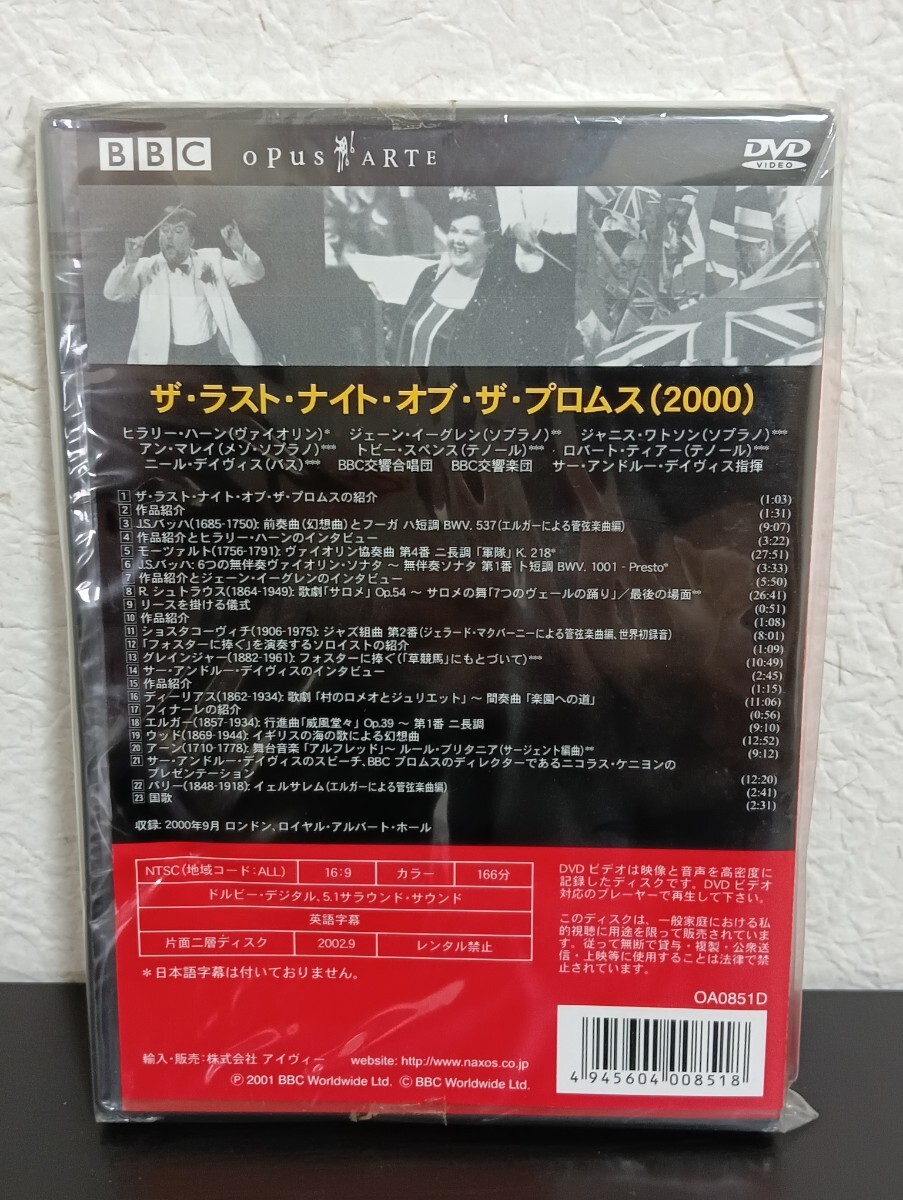 BBC OPUS ARTE DVD VIDEO
ザ・ラスト・ナイト・オブ・ザ・プロムス(2000)
ヒラリー・ハーン(ヴァイオリン)* ジェーン・イーグレン(ソプラノ)** ジャニス・ワトソン(ソプラノ)***
アン・マレイ(メゾ・ソプラノ)*** トビー・スペンス(テノール)*** ロバート・ティアー(テノール)***
ニール・デイヴィス(バス)*** BBC交響合唱団 BBC交響楽団 サー・アンドルー・デイヴィス指揮
1 ザ・ラスト・ナイト・オブ・ザ・プロムスの紹介 (1:03)
2 作品紹介 (1:31)
3 J.S.バッハ(1685-1750): 前奏曲(幻想曲)とフーガ ハ短調 BWV. 537(エルガーによる管弦楽曲編) (9:07)
4 作品紹介とヒラリー・ハーンのインタビュー (3:22)
5 モーツァルト(1756-1791): ヴァイオリン協奏曲 第4番 ニ長調「軍隊」K. 218* (27:51)
6 J.S.バッハ: 6つの無伴奏ヴァイオリン・ソナタ ～ 無伴奏ソナタ 第1番 ト短調 BWV. 1001 - Presto* (3:33)
7 作品紹介とジェーン・イーグレンのインタビュー (5:50)
8 R. シュトラウス(1864-1949): 歌劇「サロメ」Op.54 ～ サロメの舞「7つのヴェールの踊り」/最後の場面** (26:41)
9 リースを掛ける儀式 (0:51)
10 作品紹介 (1:08)
11 ショスタコーヴィチ(1906-1975): ジャズ組曲 第2番(ジェラード・マクバーニーによる管弦楽曲編、世界初録音) (8:01)
12 「フォスターに捧ぐ」を演奏するソロイストの紹介 (1:09)
13 グレインジャー(1882-1961): フォスターに捧ぐ(「草競馬」にもとづいて)*** (10:49)
14 サー・アンドルー・デイヴィスのインタビュー (2:45)
15 作品紹介 (1:15)
16 ディーリアス(1862-1934): 歌劇「村のロメオとジュリエット」～ 間奏曲「楽園への道」 (11:06)
17 フィナーレの紹介 (0:56)
18 エルガー(1857-1934): 行進曲「威風堂々」Op.39 ～ 第1番 ニ長調 (9:10)
19 ウッド(1869-1944): イギリスの海の歌による幻想曲 (12:52)
20 アーン(1710-1778): 舞台音楽「アルフレッド」～ ルール・ブリタニア(サージェント編曲)** (9:12)
21 サー・アンドルー・デイヴィスのスピーチ、BBC プロムスのディレクターであるニコラス・ケニヨンの
プレゼンテーション (12:20)
22 パリー(1848-1918): イェルサレム(エルガーによる管弦楽曲編) (2:41)
23 国歌 (2:31)
収録: 2000年9月 ロンドン、ロイヤル・アルバート・ホール
NTSC(地域コード:ALL) 16:9 カラー 166分
ドルビー・デジタル、5.1サラウンド・サウンド
英語字幕
片面二層ディスク 2002.9 レンタル禁止
*日本語字幕は付いておりません。
DVD ビデオは映像と音声を高密度に
記録したディスクです。DVD ビデオ
対応のプレーヤーで再生して下さい。
このディスクは、一般家庭における私
的視聴に用途を限って販売されていま
す。従って無断で貸与・複製・公衆送
信・上映等に使用することは法律で禁
止されています。
OA0851D
輸入・販売:株式会社 アイヴィー website: http://www.naxos.co.jp
Ⓟ 2001 BBC Worldwide Ltd. © BBC Worldwide Ltd.
4 945604 008518